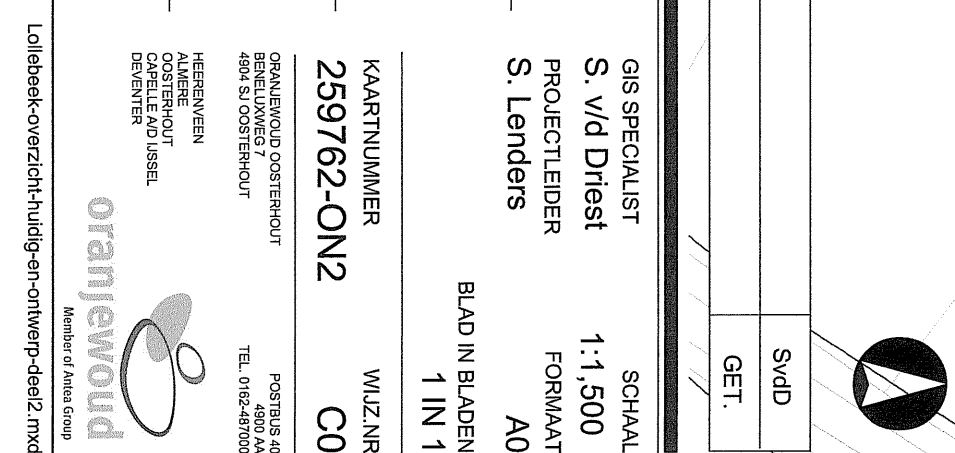 SvdD
GET.
GIS SPECIALIST SCHAAL
S. v/d Driest 1:1,500
PROJECTLEIDER FORMAAT
S. Lenders A0
BLAD IN BLADEN
1 IN 1
KAARTNUMMER WIJZ.NR
259762-ON2 C0
ORANJEWOUD OOSTERHOUT POSTBUS 40
BENELUXWEG 7 4900 AA
4904 SJ OOSTERHOUT TEL. 0162-487000
HEERENVEEN
ALMERE
OOSTERHOUT
CAPELLE A/D IJSSEL
DEVENTER
oranjewoud
Member of Antea Group
Lollebeek-overzicht-huidig-en-ontwerp-deel2.mxd